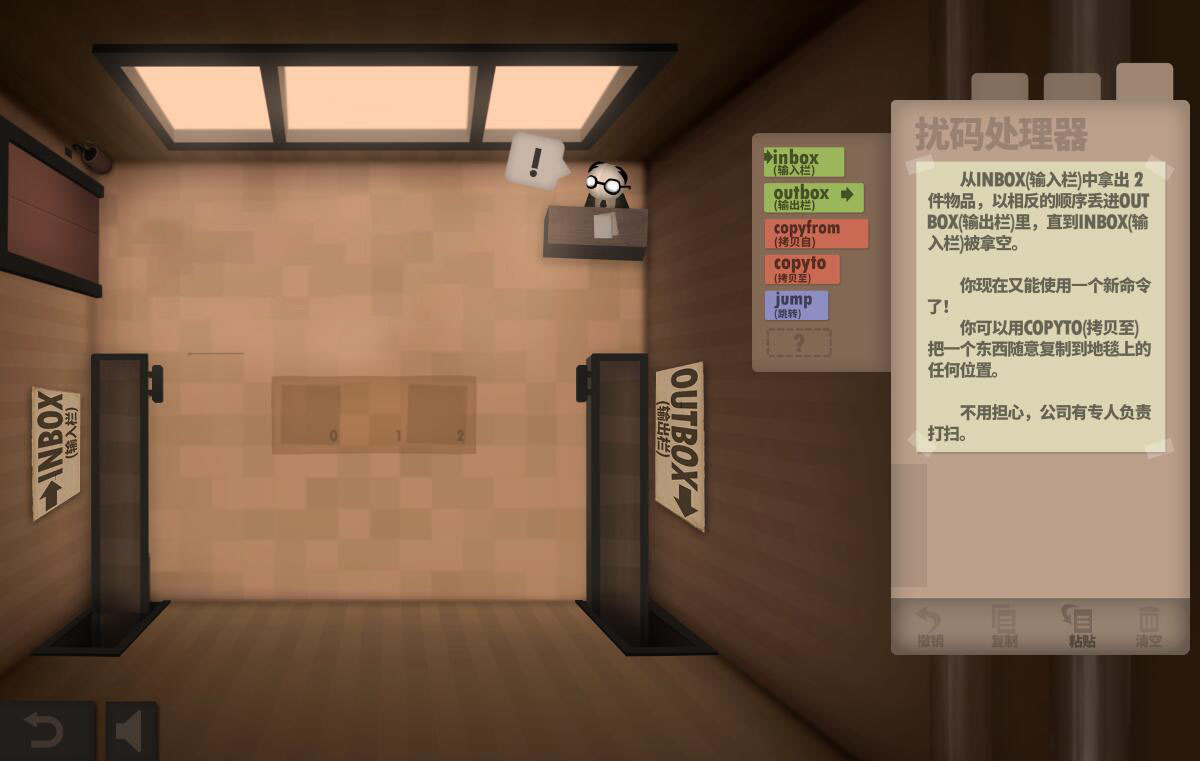 扰码处理器
从INBOX(输入栏)中拿出 2
件物品，以相反的顺序丢进OUT
BOX(输出栏)里，直到INBOX(输
入栏)被拿空。
你现在又能使用一个新命令
了！
你可以用COPYTO(拷贝至)
把一个东西随意复制到地毯上的
任何位置。
不用担心，公司有专人负责
打扫。
inbox
(输入栏)
outbox
(输出栏)
copyfrom
(拷贝自)
copyto
(拷贝至)
jump
(跳转)
?
!
INBOX
(输入栏)
OUTBOX
(输出栏)
0 1 2
撤销 复制 粘贴 清空